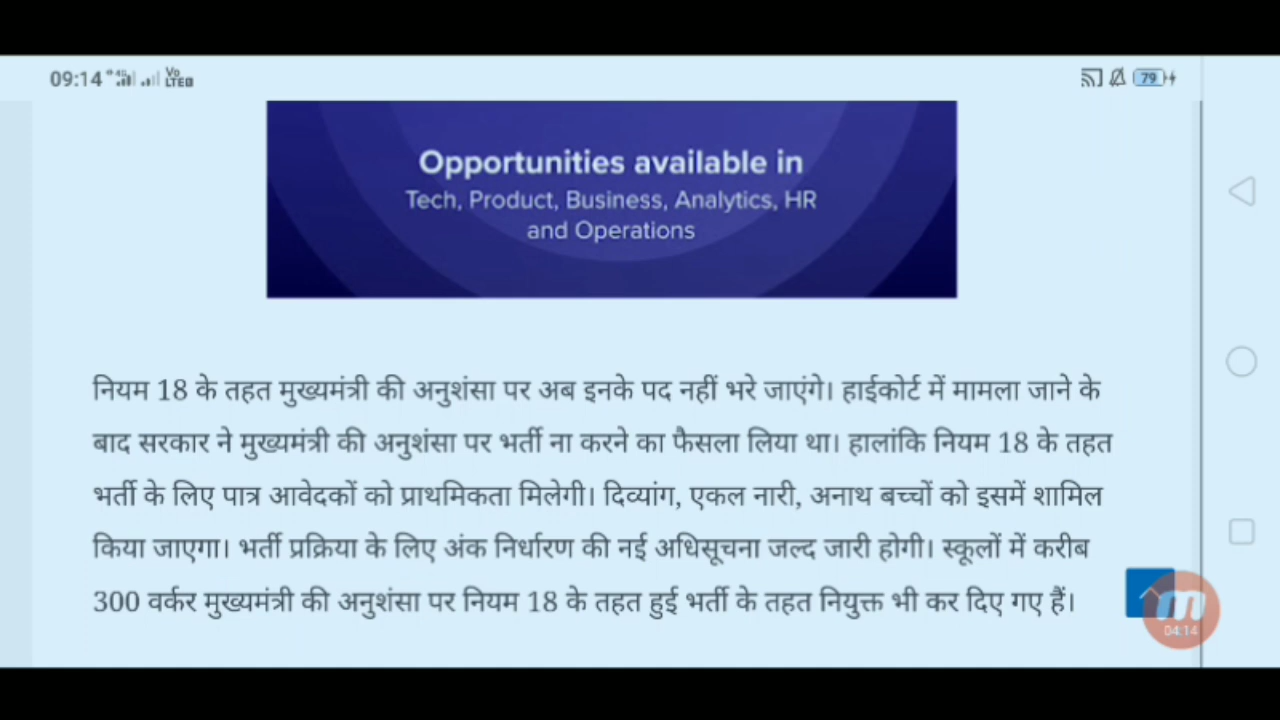 09:14 4G Vo LTE 79
Opportunities available in
Tech, Product, Business, Analytics, HR
and Operations
नियम 18 के तहत मुख्यमंत्री की अनुशंसा पर अब इनके पद नहीं भरे जाएंगे। हाईकोर्ट में मामला जाने के
बाद सरकार ने मुख्यमंत्री की अनुशंसा पर भर्ती ना करने का फैसला लिया था। हालांकि नियम 18 के तहत
भर्ती के लिए पात्र आवेदकों को प्राथमिकता मिलेगी। दिव्यांग, एकल नारी, अनाथ बच्चों को इसमें शामिल
किया जाएगा। भर्ती प्रक्रिया के लिए अंक निर्धारण की नई अधिसूचना जल्द जारी होगी। स्कूलों में करीब
300 वर्कर मुख्यमंत्री की अनुशंसा पर नियम 18 के तहत हुई भर्ती के तहत नियुक्त भी कर दिए गए हैं।
04:14